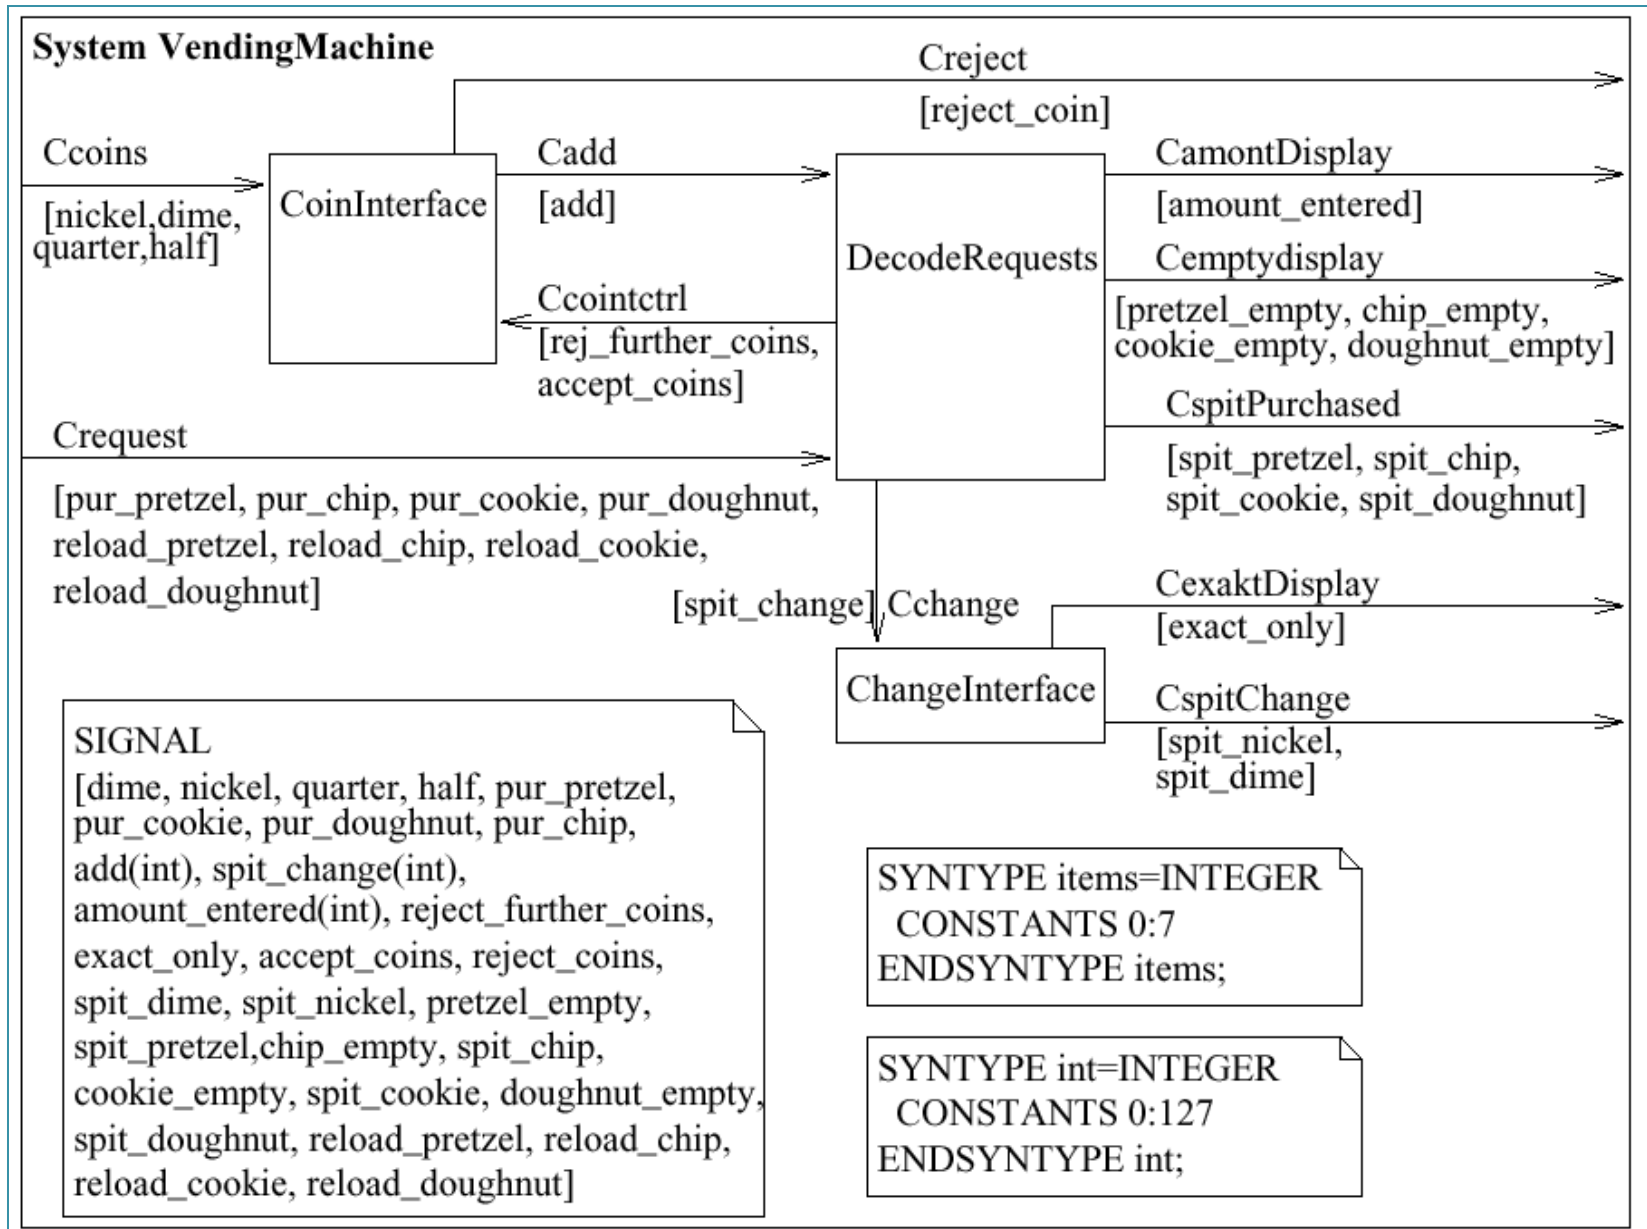 System VendingMachine
Creject
[reject_coin]
Ccoins
[nickel,dime,
quarter,half]
CoinInterface
Cadd
[add]
Ccointctrl
[rej_further_coins,
accept_coins]
DecodeRequests
CamontDisplay
[amount_entered]
Cemptydisplay
[pretzel_empty, chip_empty,
cookie_empty, doughnut_empty]
CspitPurchased
[spit_pretzel, spit_chip,
spit_cookie, spit_doughnut]
Crequest
[pur_pretzel, pur_chip, pur_cookie, pur_doughnut,
reload_pretzel, reload_chip, reload_cookie,
reload_doughnut]
[spit_change] Cchange
CexaktDisplay
[exact_only]
ChangeInterface
CspitChange
[spit_nickel,
spit_dime]
SIGNAL
[dime, nickel, quarter, half, pur_pretzel,
pur_cookie, pur_doughnut, pur_chip,
add(int), spit_change(int),
amount_entered(int), reject_further_coins,
exact_only, accept_coins, reject_coins,
spit_dime, spit_nickel, pretzel_empty,
spit_pretzel,chip_empty, spit_chip,
cookie_empty, spit_cookie, doughnut_empty,
spit_doughnut, reload_pretzel, reload_chip,
reload_cookie, reload_doughnut]
SYNTYPE items=INTEGER
CONSTANTS 0:7
ENDSYNTYPE items;
SYNTYPE int=INTEGER
CONSTANTS 0:127
ENDSYNTYPE int;